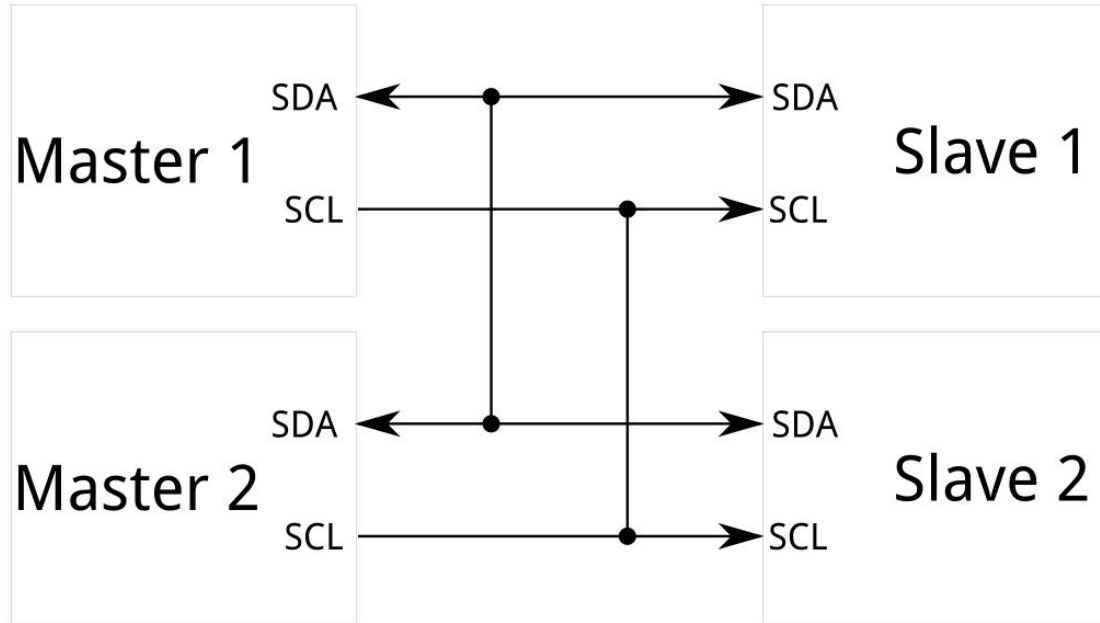 SDA
Master 1
SCL
SDA
Slave 1
SCL
SDA
Master 2
SCL
SDA
Slave 2
SCL